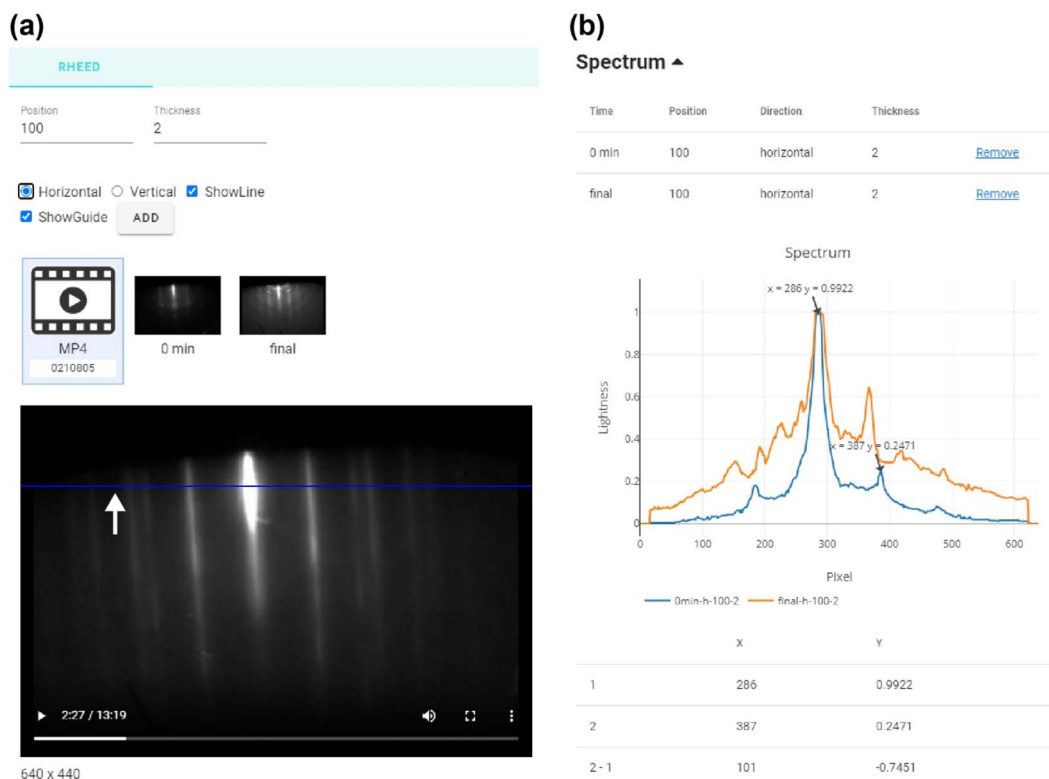 (a)
RHEED
Position
Thickness
100
2
Horizontal Vertical ShowLine
ShowGuide ADD
MP4
0 min
final
0210805
2:27 / 13:19
640 x 440
(b)
Spectrum
Time Position Direction Thickness
0 min 100 horizontal 2 Remove
final 100 horizontal 2 Remove
Spectrum
x = 286 y = 0.9922
1
0.8
0.6
0.4
x = 387 y = 0.2471
0.2
0
Lightness
0 100 200 300 400 500 600
Pixel
0min-h-100-2 final-h-100-2
X Y
1 286 0.9922
2 387 0.2471
2 - 1 101 -0.7451